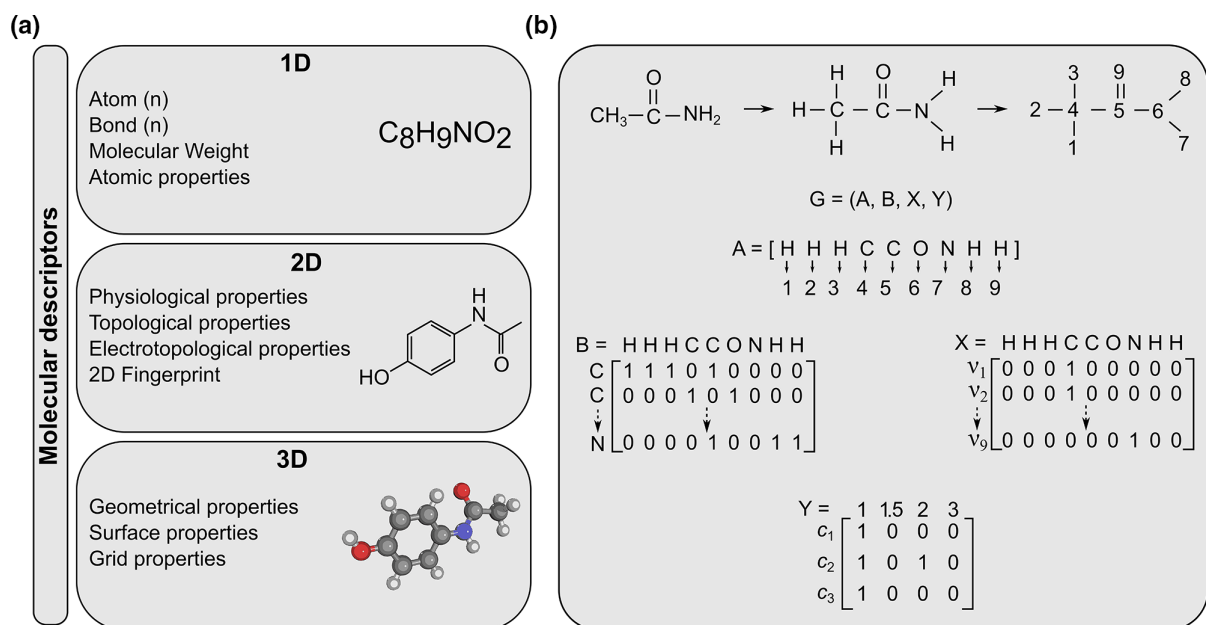 (a)
Molecular descriptors
1D
Atom (n)
Bond (n)
Molecular Weight
Atomic properties
C8H9NO2
2D
Physiological properties
Topological properties
Electrotopological properties
2D Fingerprint
H
N
O
HO
3D
Geometrical properties
Surface properties
Grid properties
(b)
O
CH3 C NH2
H O H
H C C N
H H
3 9 8
2 4 5 6
1 7
G = (A, B, X, Y)
A = [ H H H C C O N H H ]
1 2 3 4 5 6 7 8 9
B = H H H C C O N H H
C 1 1 1 0 1 0 0 0 0
C 0 0 0 1 0 1 0 0 0
N 0 0 0 0 1 0 0 1 1
X = H H H C C O N H H
ν1 0 0 0 1 0 0 0 0 0
ν2 0 0 0 1 0 0 0 0 0
ν9 0 0 0 0 0 0 1 0 0
Y = 1 1.5 2 3
c1 1 0 0 0
c2 1 0 1 0
c3 1 0 0 0